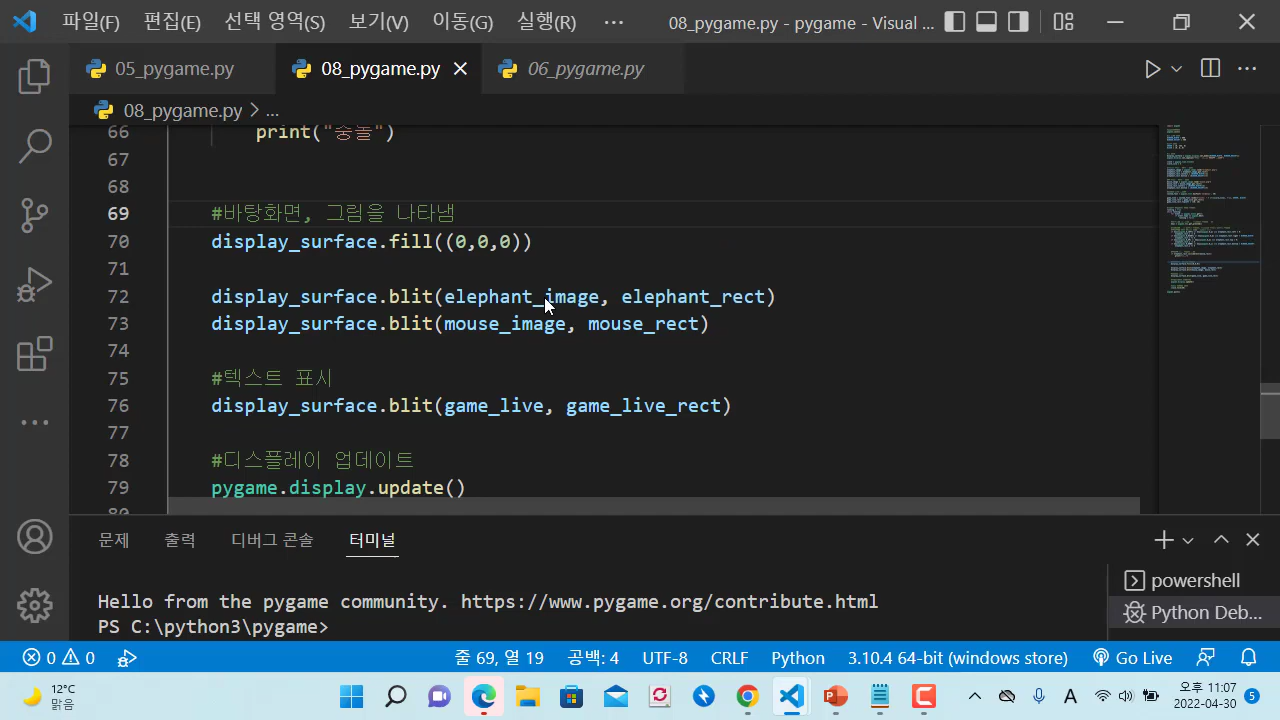 파일(F) 편집(E) 선택 영역(S) 보기(V) 이동(G) 실행(R) ··· 08_pygame.py - pygame - Visual ...
05_pygame.py 08_pygame.py 06_pygame.py
08_pygame.py > ...
66 print("충돌")
67
68
69 #바탕화면, 그림을 나타냄
70 display_surface.fill((0,0,0))
71
72 display_surface.blit(elephant_image, elephant_rect)
73 display_surface.blit(mouse_image, mouse_rect)
74
75 #텍스트 표시
76 display_surface.blit(game_live, game_live_rect)
77
78 #디스플레이 업데이트
79 pygame.display.update()
80
문제 출력 디버그 콘솔 터미널
powershell
Python Deb...
Hello from the pygame community. https://www.pygame.org/contribute.html
PS C:\python3\pygame>
0 0 줄 69, 열 19 공백: 4 UTF-8 CRLF Python 3.10.4 64-bit (windows store) Go Live
12°C
맑음
A
오후 11:07
2022-04-30
5